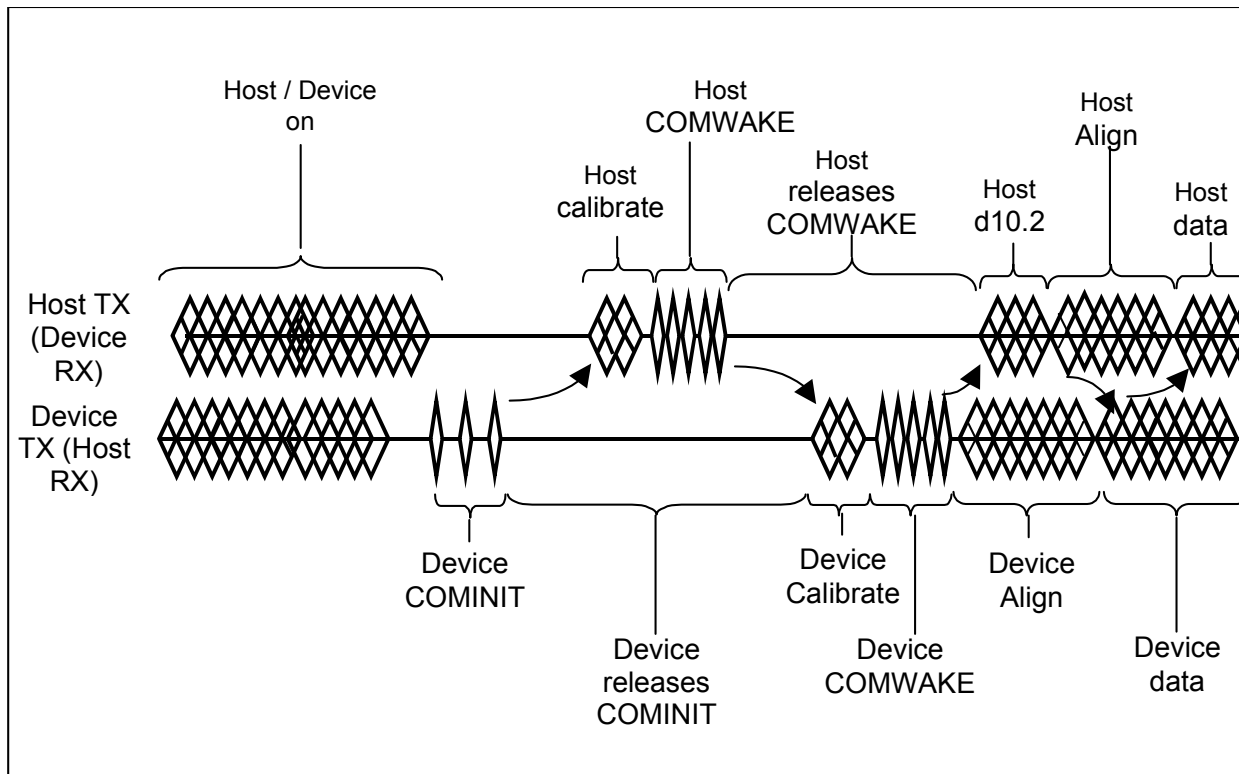 Host / Device
on
Host
COMWAKE
Host
calibrate
Host
releases
COMWAKE
Host
d10.2
Host
Align
Host
data
Host TX
(Device
RX)
Device
TX (Host
RX)
Device
COMINIT
Device
releases
COMINIT
Device
Calibrate
Device
COMWAKE
Device
Align
Device
data